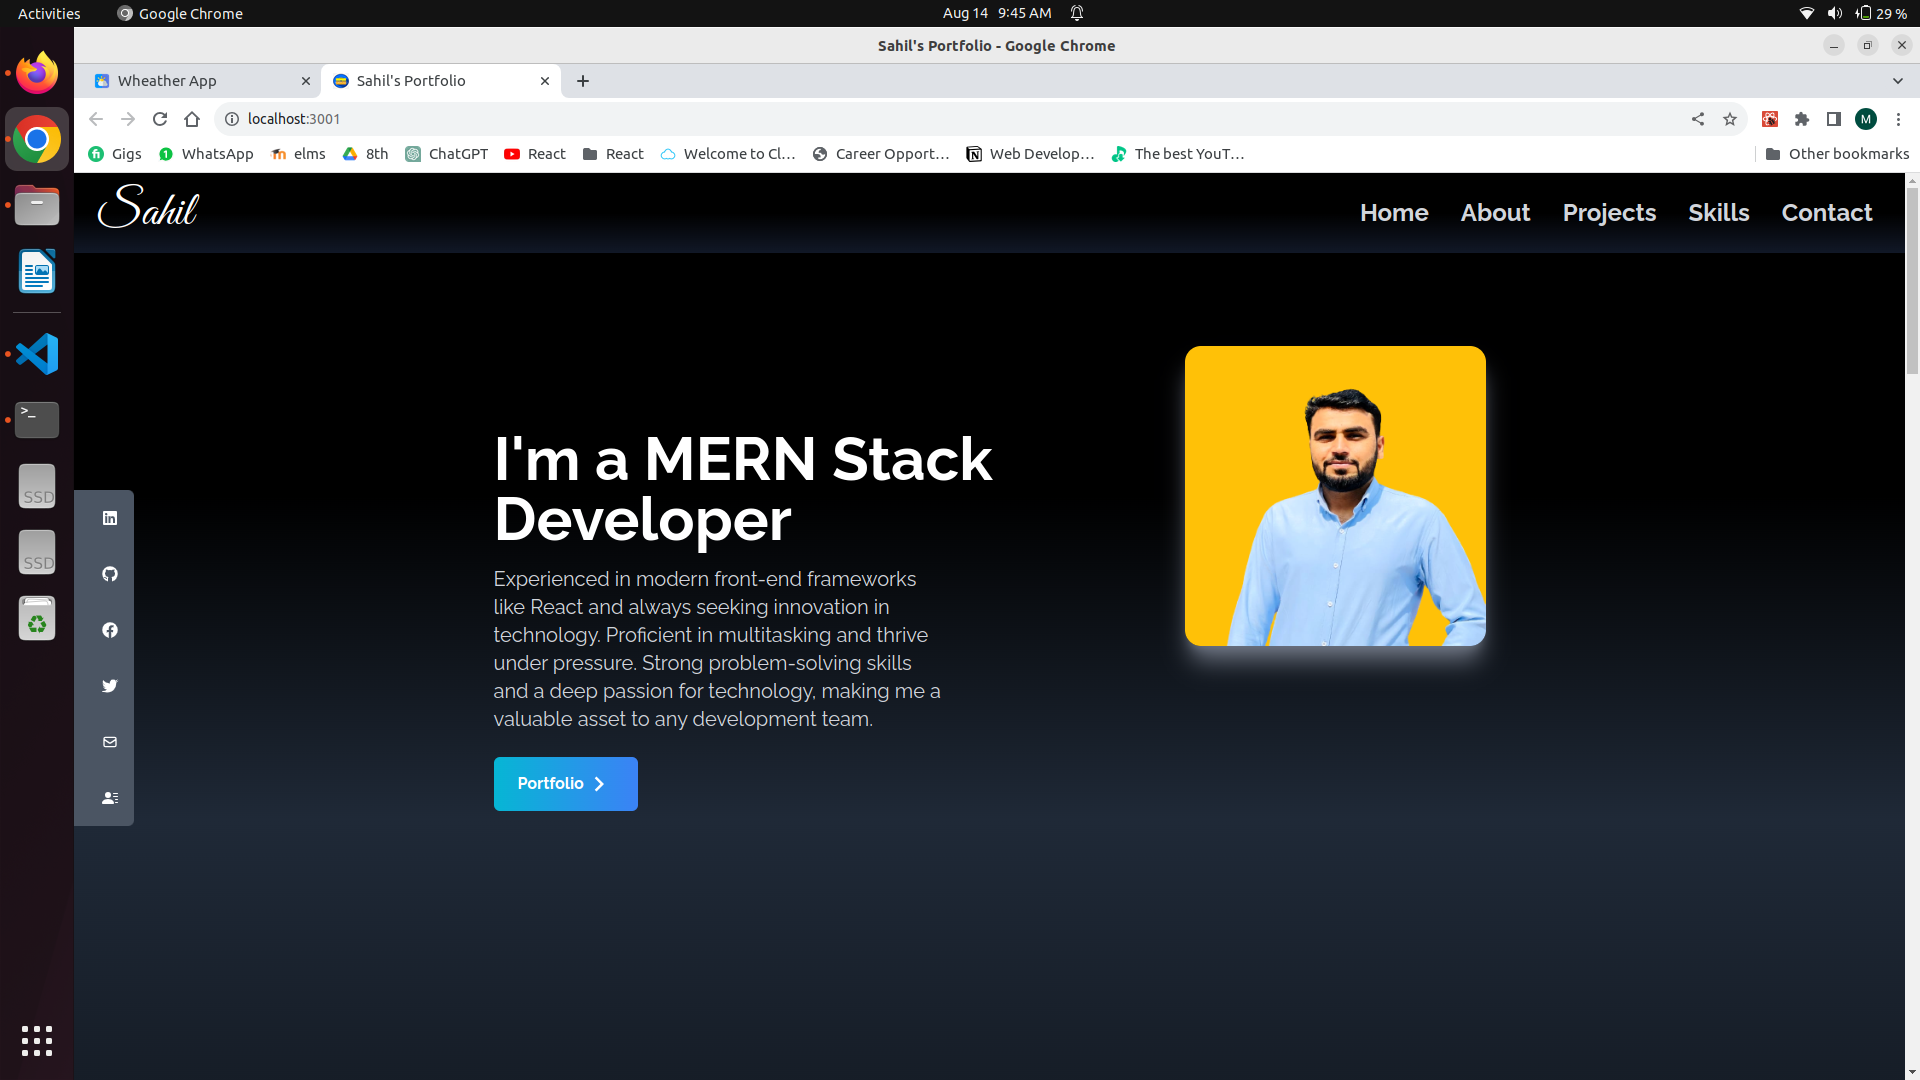 Activities
Google Chrome
Aug 14 9:45 AM
29 %
Sahil's Portfolio - Google Chrome
Wheather App
Sahil's Portfolio
localhost:3001
M
Gigs
1
WhatsApp
elms
8th
ChatGPT
React
React
Welcome to Cl...
Career Opport...
Web Develop...
The best YouT...
Other bookmarks
Sahil
Home
About
Projects
Skills
Contact
I'm a MERN Stack
Developer
Experienced in modern front-end frameworks
like React and always seeking innovation in
technology. Proficient in multitasking and thrive
under pressure. Strong problem-solving skills
and a deep passion for technology, making me a
valuable asset to any development team.
Portfolio
>_
SSD
SSD